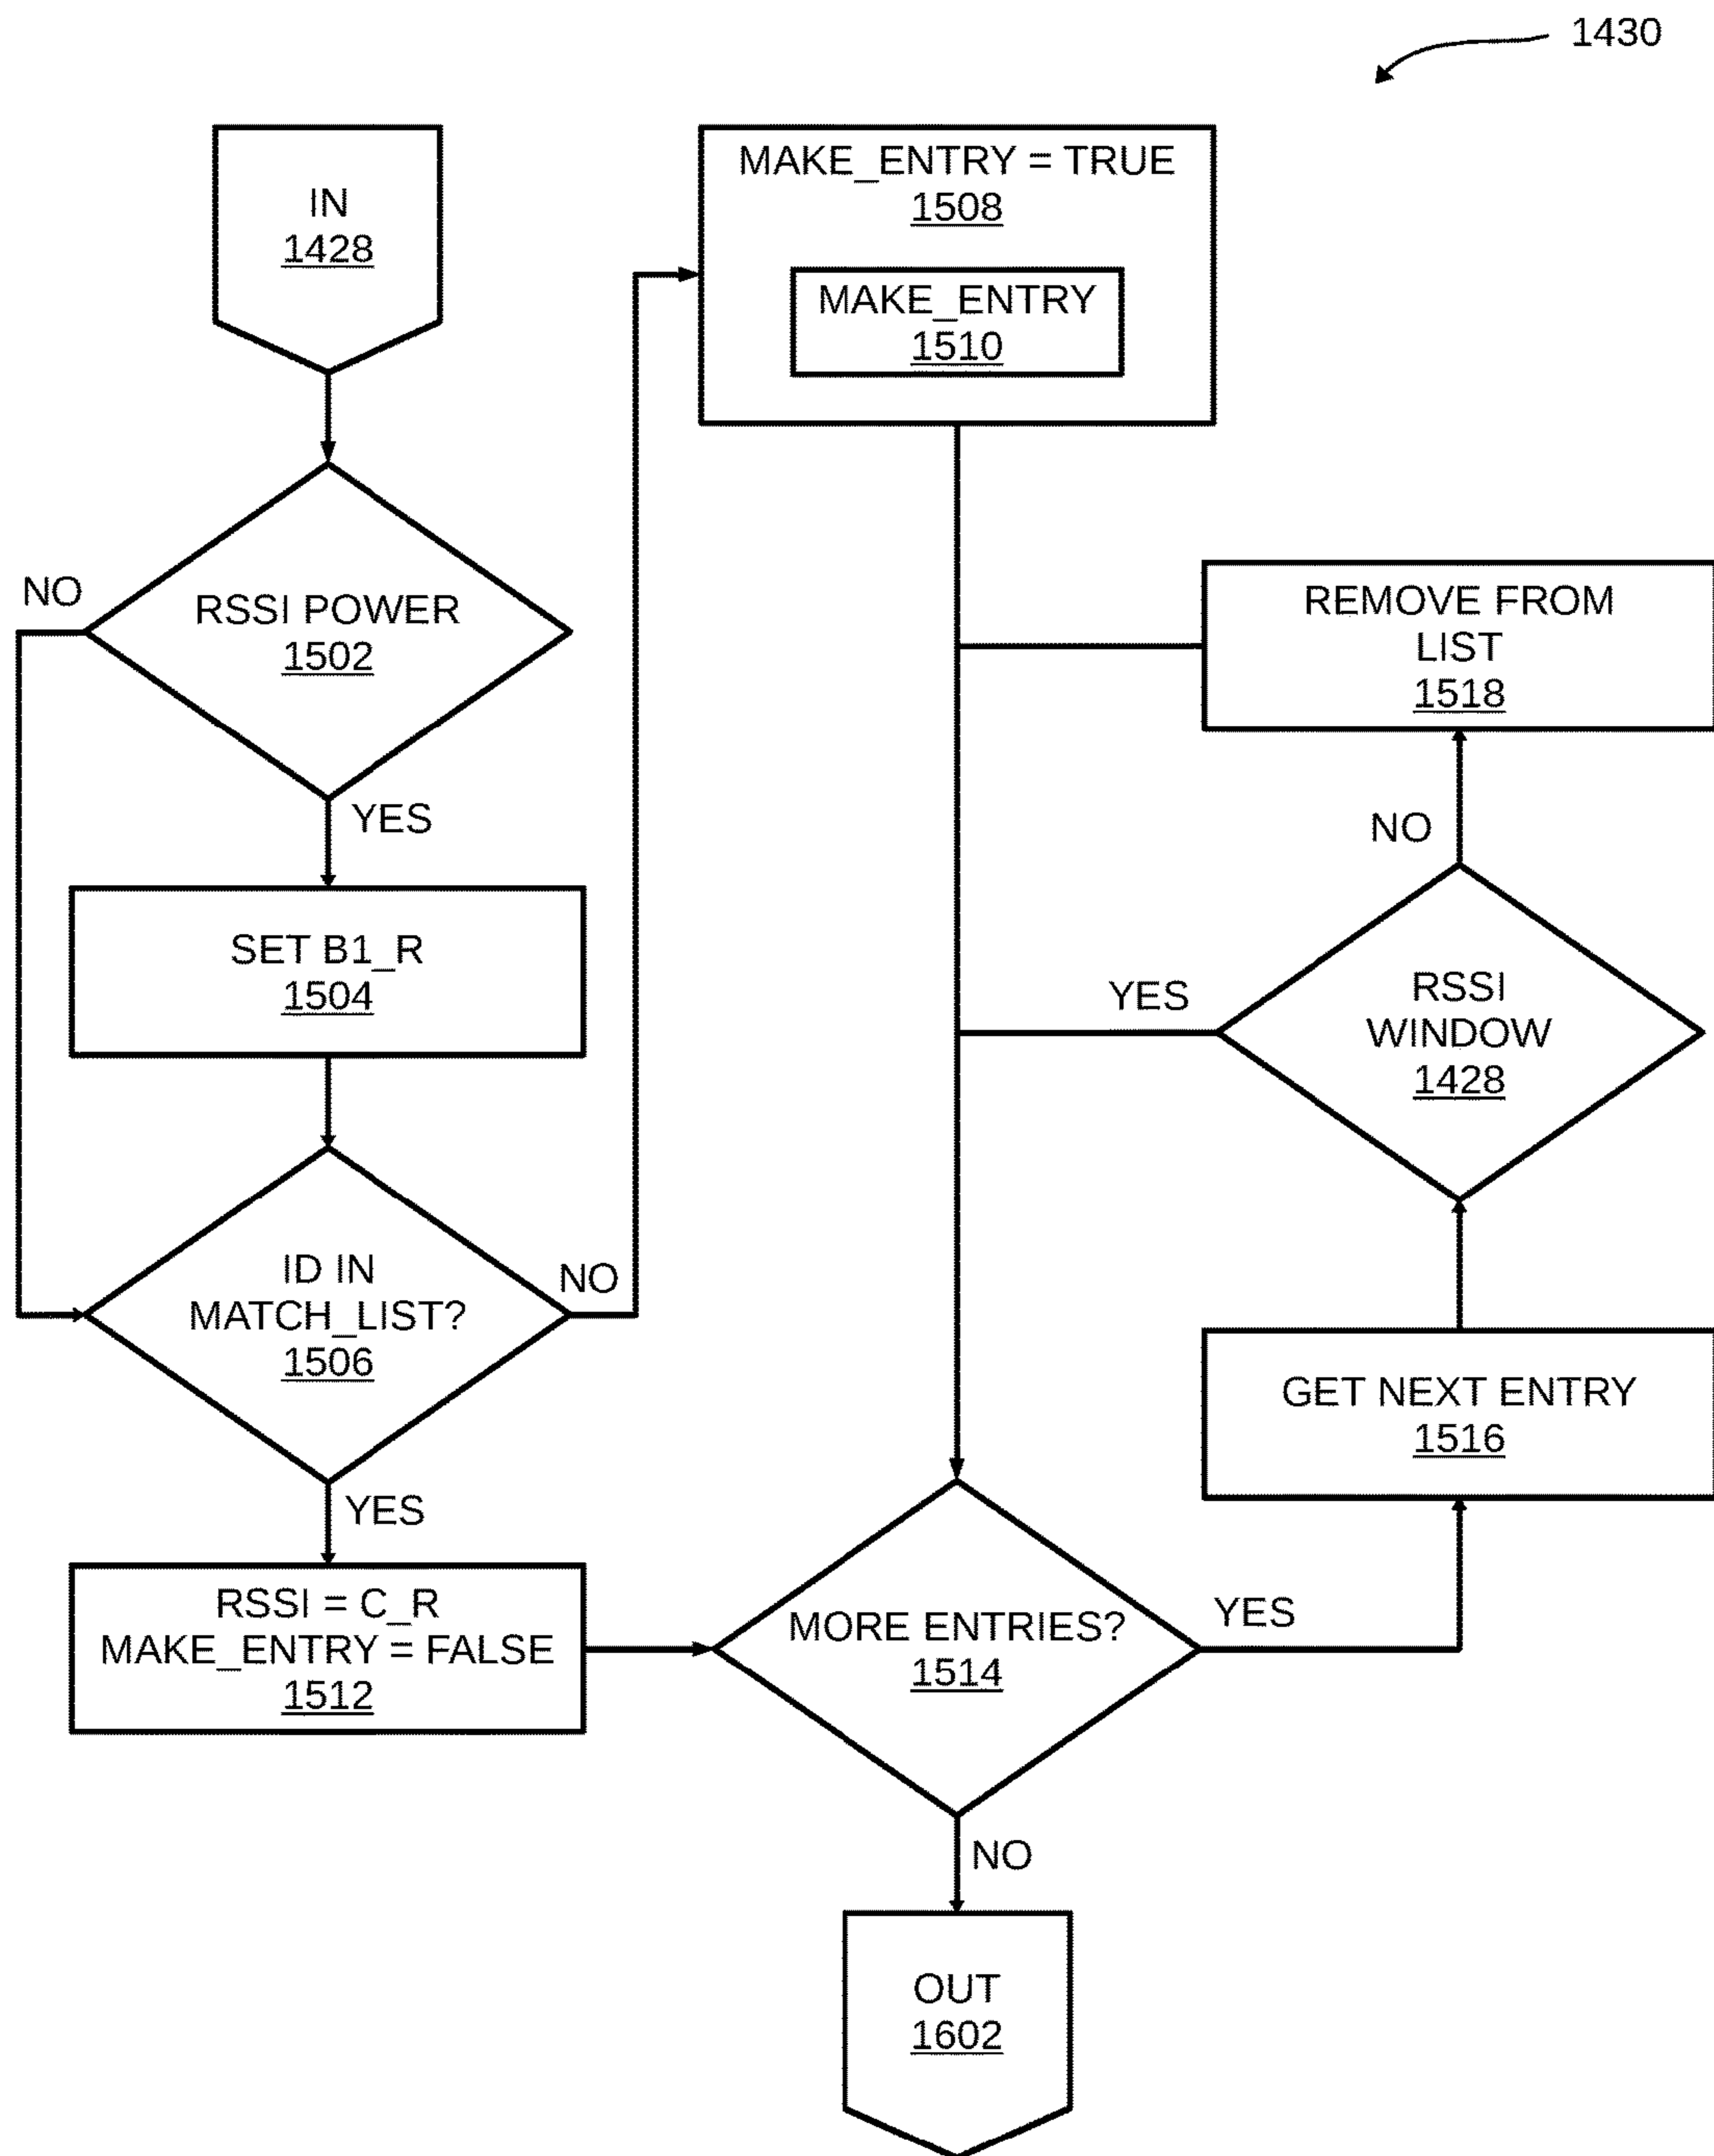 1430
IN
1428
RSSI POWER
1502
NO
YES
SET B1_R
1504
ID IN
MATCH_LIST?
1506
NO
YES
RSSI = C_R
MAKE_ENTRY = FALSE
1512
MAKE_ENTRY = TRUE
1508
MAKE_ENTRY
1510
REMOVE FROM
LIST
1518
NO
YES
RSSI
WINDOW
1428
GET NEXT ENTRY
1516
MORE ENTRIES?
1514
YES
NO
OUT
1602